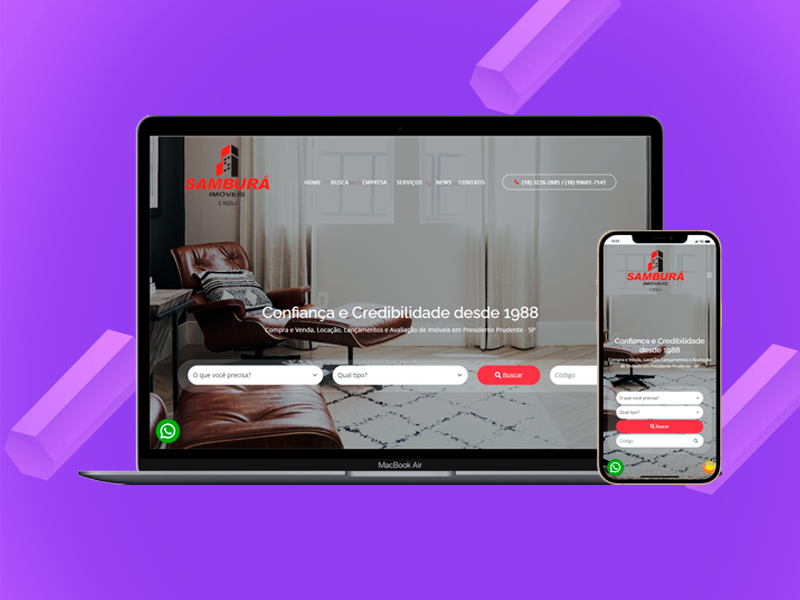 SAMBURÁ
IMÓVEIS
HOME BUSCA EMPRESA SERVIÇOS NEWS CONTATO
(18) 3226-2885 / (18) 99601-7141
Confiança e Credibilidade desde 1988
Compra e Venda, Locação, Lançamentos e Avaliação de Imóveis em Presidente Prudente - SP
O que você precisa?
Qual tipo?
Buscar
Código
MacBook Air
SAMBURÁ
IMÓVEIS
Confiança e Credibilidade
desde 1988
Compra e Venda, Locação, Lançamentos e Avaliação
de Imóveis em Presidente Prudente - SP
O que você precisa?
Qual tipo?
Buscar
Código